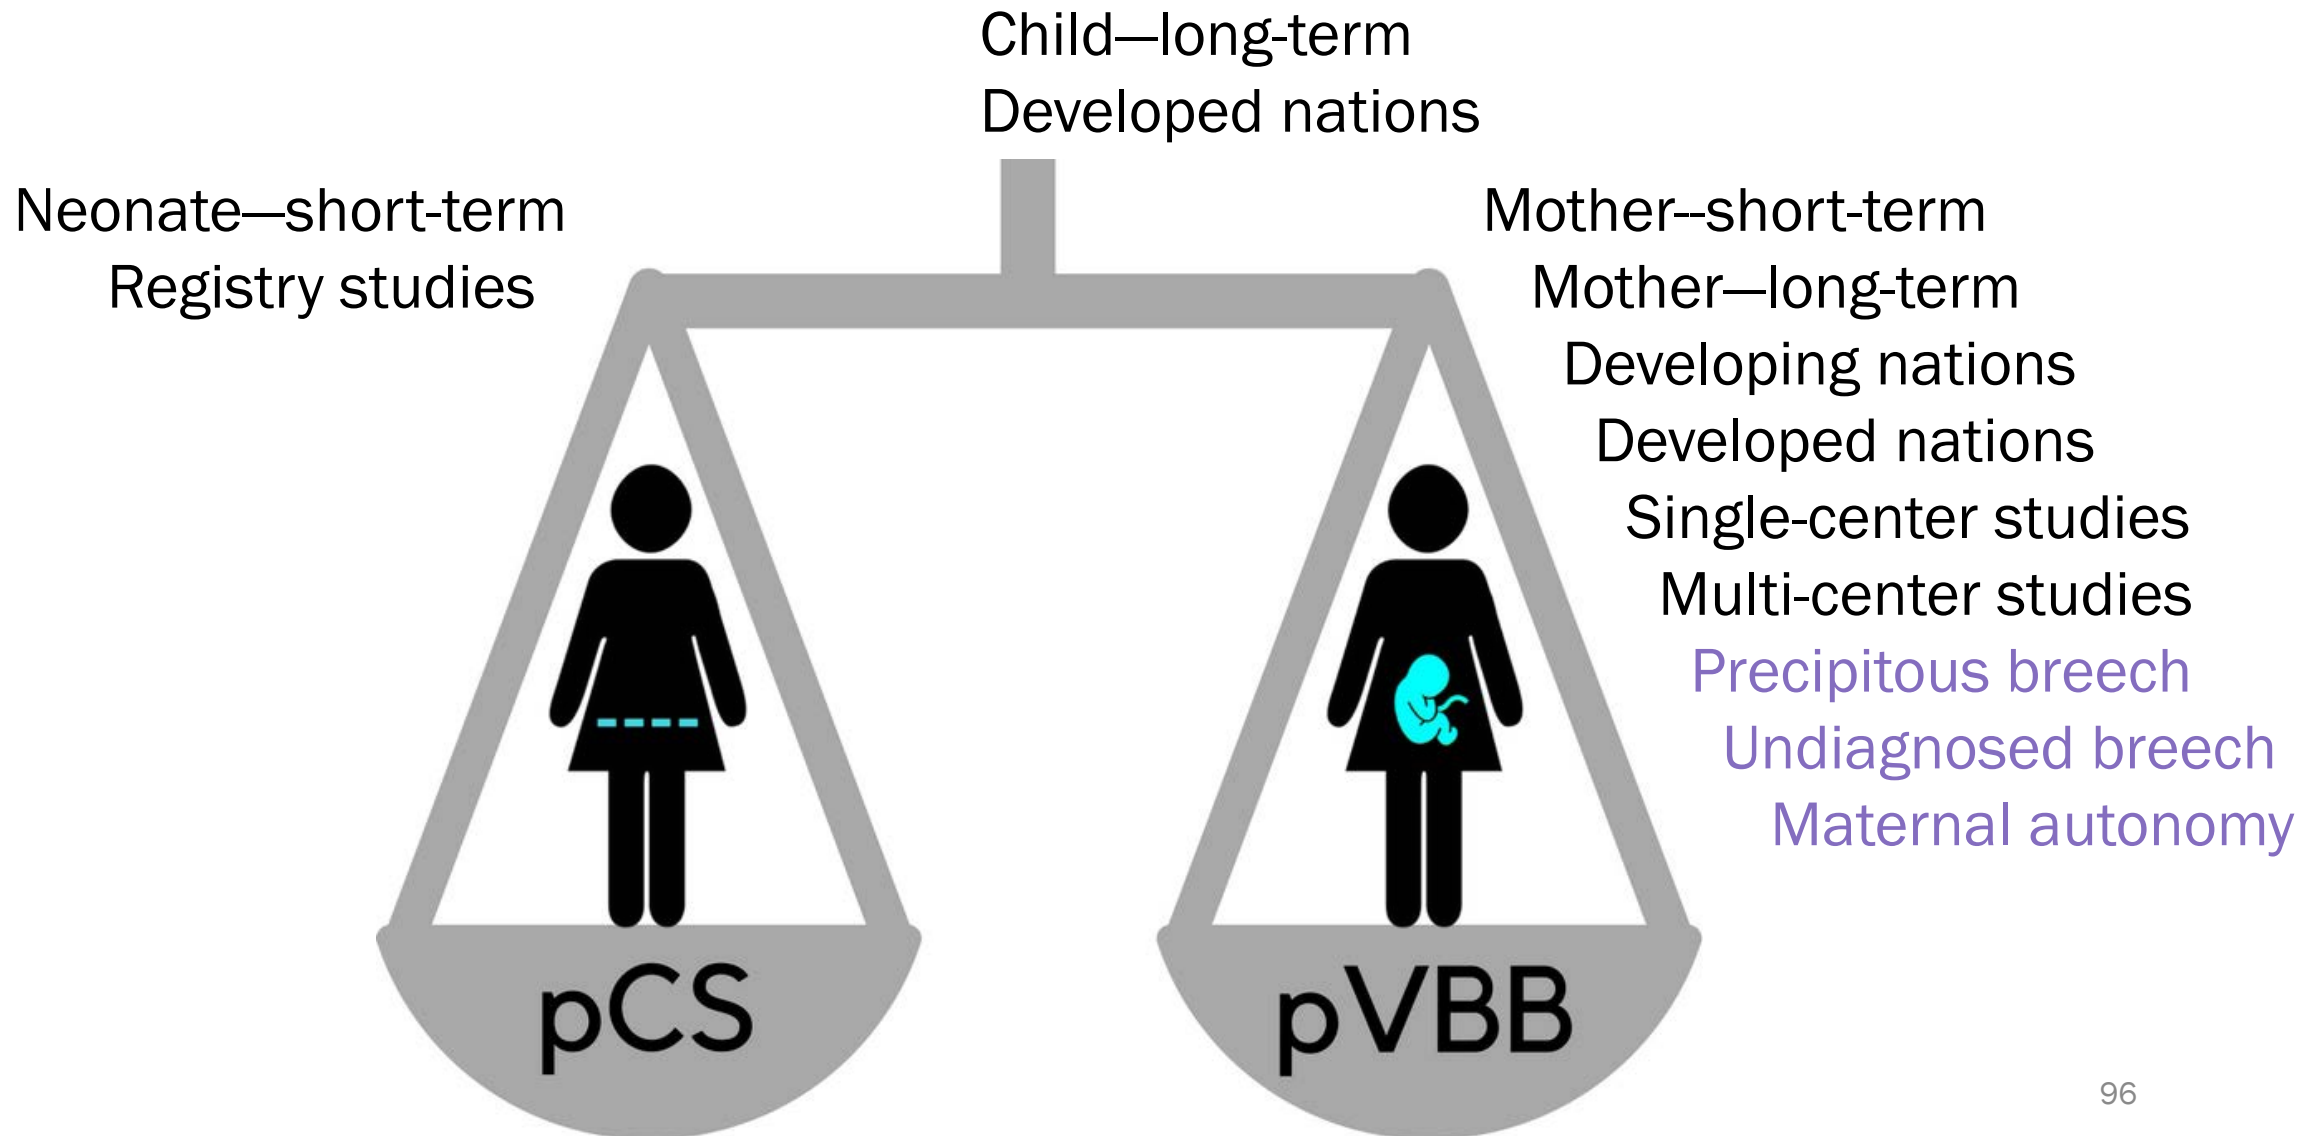 Child—long-term
Developed nations
Neonate—short-term
Registry studies
Mother--short-term
Mother—long-term
Developing nations
Developed nations
Single-center studies
Multi-center studies
Precipitous breech
Undiagnosed breech
Maternal autonomy
pCS
pVBB
96